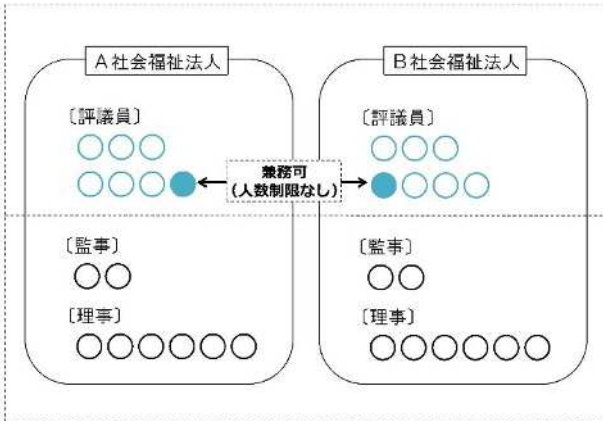 A社会福祉法人
B社会福祉法人
〔評議員〕
〔評議員〕
兼務可
(人数制限なし)
〔監事〕
〔監事〕
〔理事〕
〔理事〕